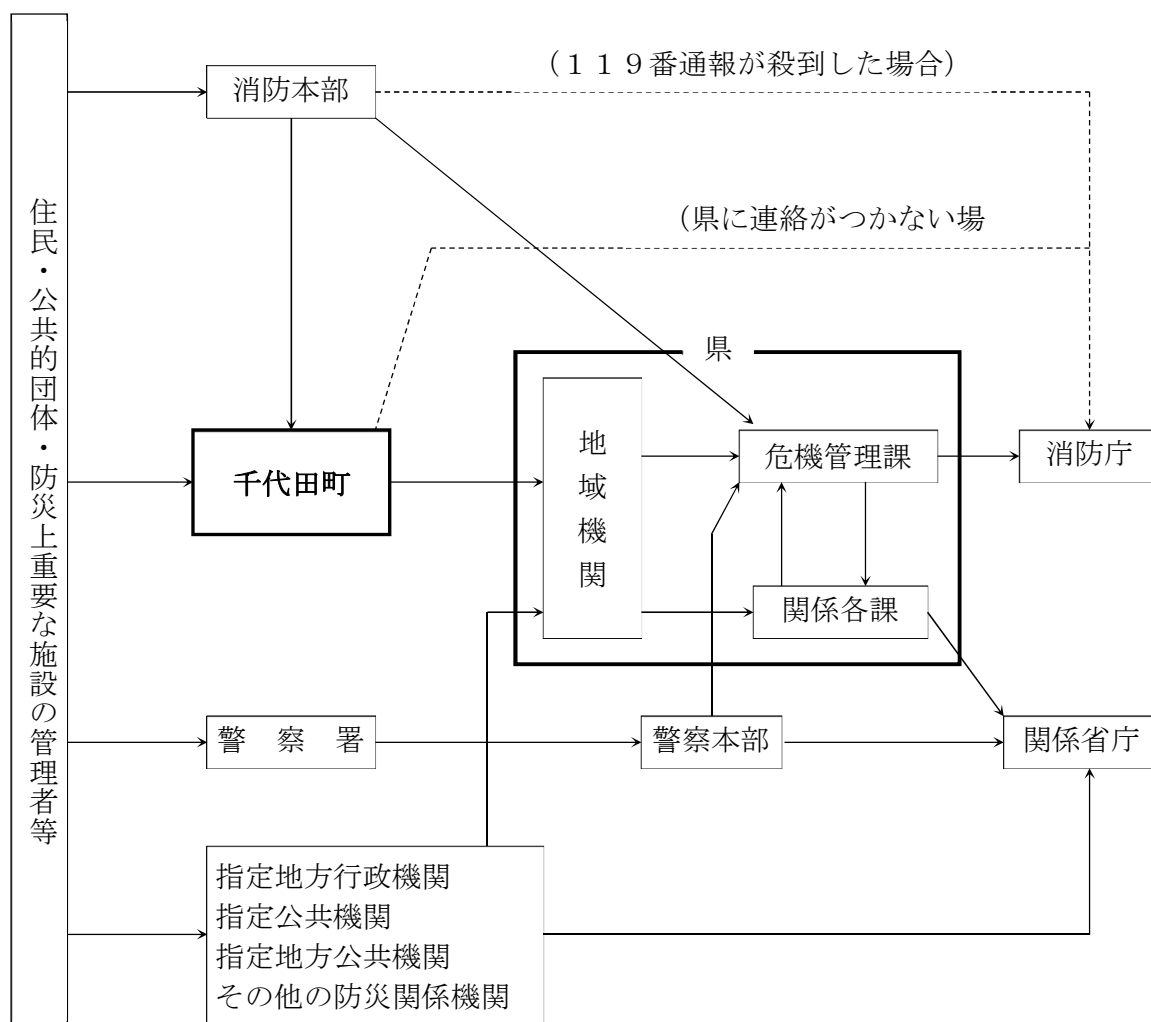 (119番通報が殺到した場合)
消防本部
(県に連絡がつかない場
住民・公共的団体・防災上重要な施設の管理者等
県
地域機関
危機管理課
消防庁
千代田町
関係各課
警 察 署
警察本部
関係省庁
指定地方行政機関
指定公共機関
指定地方公共機関
その他の防災関係機関